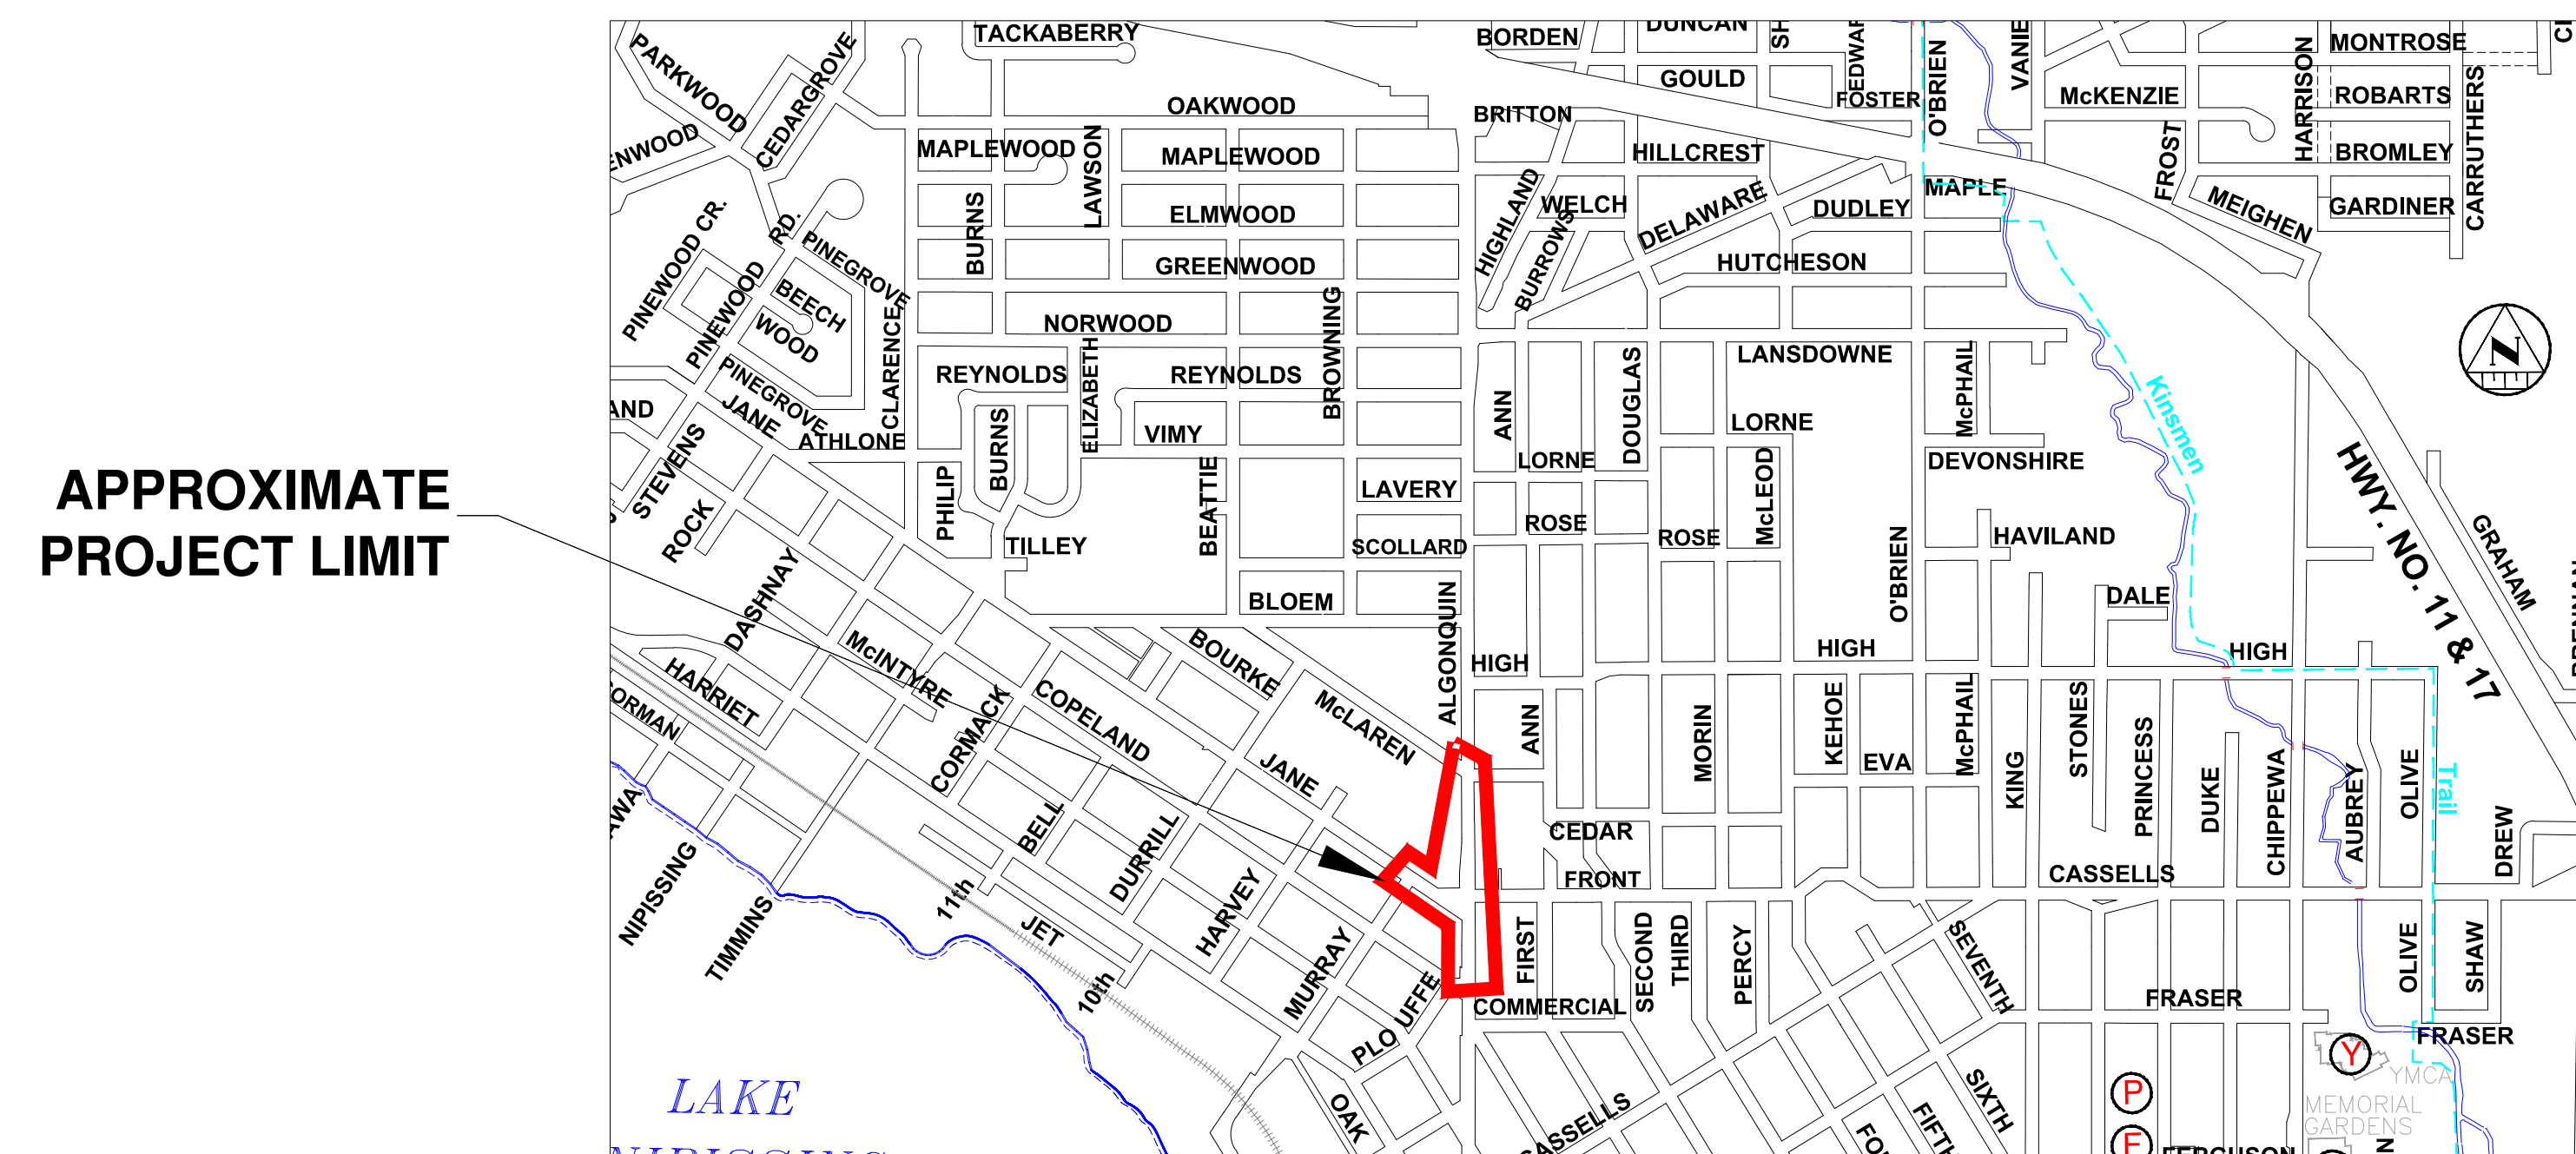 TACKABERRY
BORDEN
DUNCAN
PARKWOOD
CEDARGROVE
GOULD
O'BRIEN
HARRISON
MONTROSE
OAKWOOD
BRITTON
FOSTER
McKENZIE
ROBARTS
CARRUTHERS
MAPLEWOOD
LAWSON
MAPLEWOOD
HILLCREST
FROST
BROMLEY
BURNS
ELMWOOD
HIGHLAND
WELCH
BURROWS
DELAWARE
DUDLEY
MAPLE
MEIGHEN
GARDINER
PINEWOOD CR.
RD.
PINEWOOD
PINEGROVE
BEECH
WOOD
GREENWOOD
HUTCHESON
N
CLARENCE
NORWOOD
BROWNING
LANSDOWNE
PINEGROVE
JANE
REYNOLDS
ELIZABETH
REYNOLDS
ANN
DOUGLAS
McPHAIL
Kinsmen
STEVENS
ATHLONE
BURNS
VIMY
LORNE
LORNE
DEVONSHIRE
HWY. NO. 11 & 17
APPROXIMATE
PROJECT LIMIT
ROCK
PHILIP
BEATTIE
LAVERY
ROSE
McLEOD
GRAHAM
TILLEY
SCOLLARD
ROSE
O'BRIEN
HAVILAND
DASHNAY
BLOEM
ALGONQUIN
DALE
HARRIET
McINTYRE
BOURKE
HIGH
HIGH
HIGH
CORMACK
COPELAND
McLAREN
ANN
MORIN
KEHOE
EVA
McPHAIL
KING
STONES
PRINCESS
DUKE
CHIPPEWA
AUBREY
OLIVE
Trail
DREW
JANE
BELL
DURRILL
CEDAR
NIPISSING
TIMMINS
11th
JET
HARVEY
FRONT
CASSELLS
10th
MURRAY
PLOUFFE
FIRST
SECOND
THIRD
PERCY
SEVENTH
OLIVE
SHAW
COMMERCIAL
FRASER
FRASER
LAKE
OAK
SIXTH
P
Y
YMCA
MEMORIAL
GARDENS